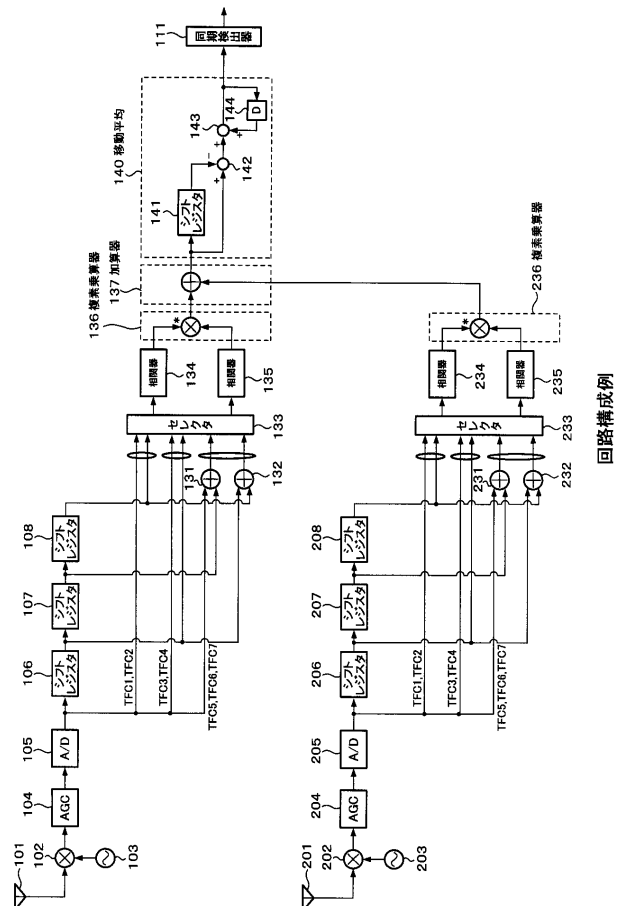 101
102
103
104
AGC
105
A/D
106
シフト
レジスタ
107
シフト
レジスタ
108
シフト
レジスタ
TFC1,TFC2
TFC3,TFC4
TFC5,TFC6,TFC7
131
132
セレクタ
133
相関器
134
相関器
135
136 複素乗算器
*
137 加算器
140 移動平均
141
シフト
レジスタ
+
−
142
+
143
+
D
144
同期検出器
111
201
202
203
204
AGC
205
A/D
206
シフト
レジスタ
207
シフト
レジスタ
208
シフト
レジスタ
TFC1,TFC2
TFC3,TFC4
TFC5,TFC6,TFC7
231
232
セレクタ
233
相関器
234
相関器
235
*
236 複素乗算器
回路構成例